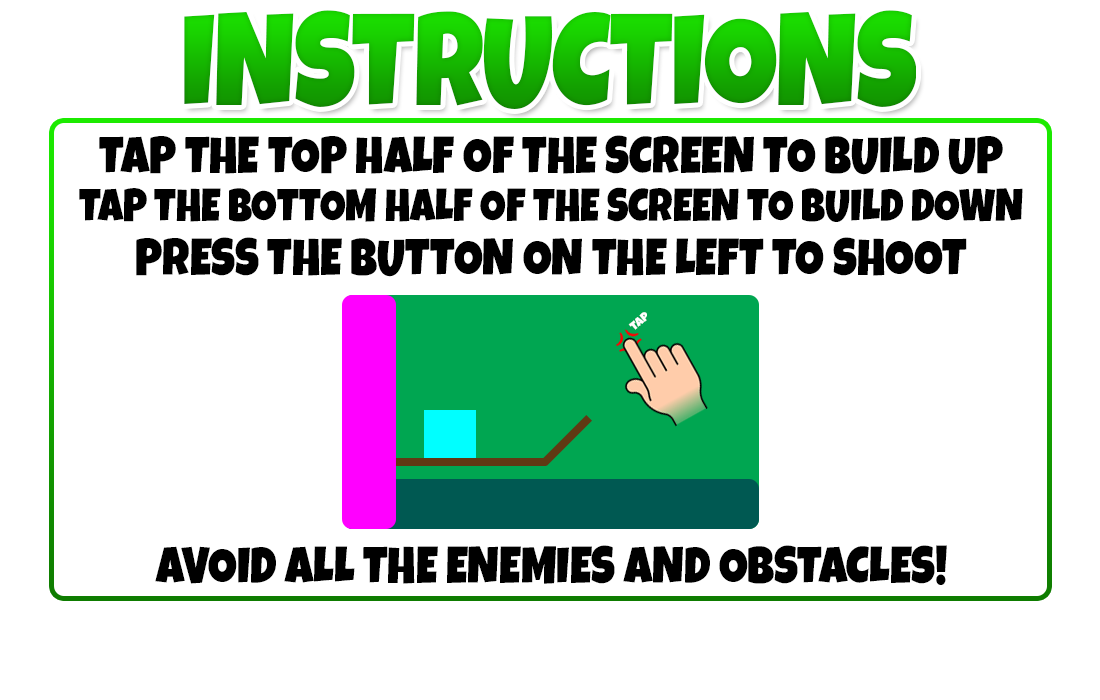 INSTRUCTIONS
TAP THE TOP HALF OF THE SCREEN TO BUILD UP
TAP THE BOTTOM HALF OF THE SCREEN TO BUILD DOWN
PRESS THE BUTTON ON THE LEFT TO SHOOT
TAP
AVOID ALL THE ENEMIES AND OBSTACLES!